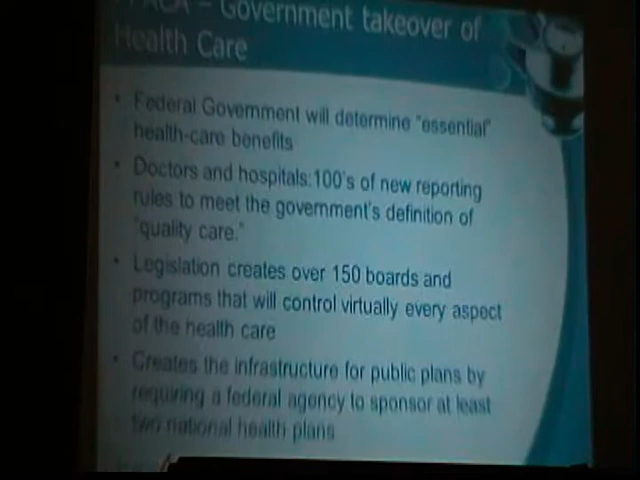 – Government takeover of
Health Care
• Federal Government will determine "essential"
health-care benefits
• Doctors and hospitals:100's of new reporting
rules to meet the government's definition of
"quality care."
• Legislation creates over 150 boards and
programs that will control virtually every aspect
of the health care
• Creates the infrastructure for public plans by
requiring a federal agency to sponsor at least
two national health plans